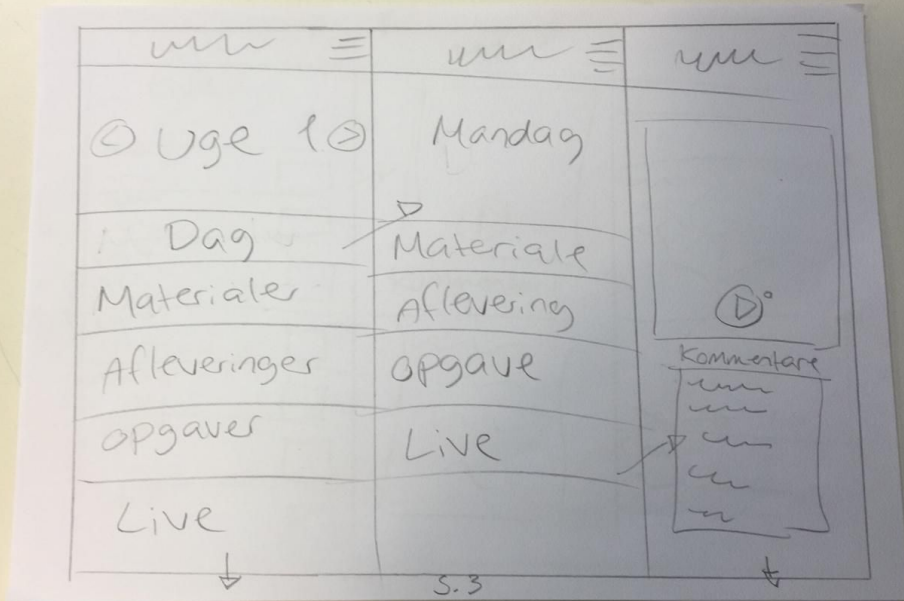 Uge 1
Dag
Materialer
Afleveringer
opgaver
Live
Mandag
Materiale
Aflevering
opgave
Live
Kommentare
S.3